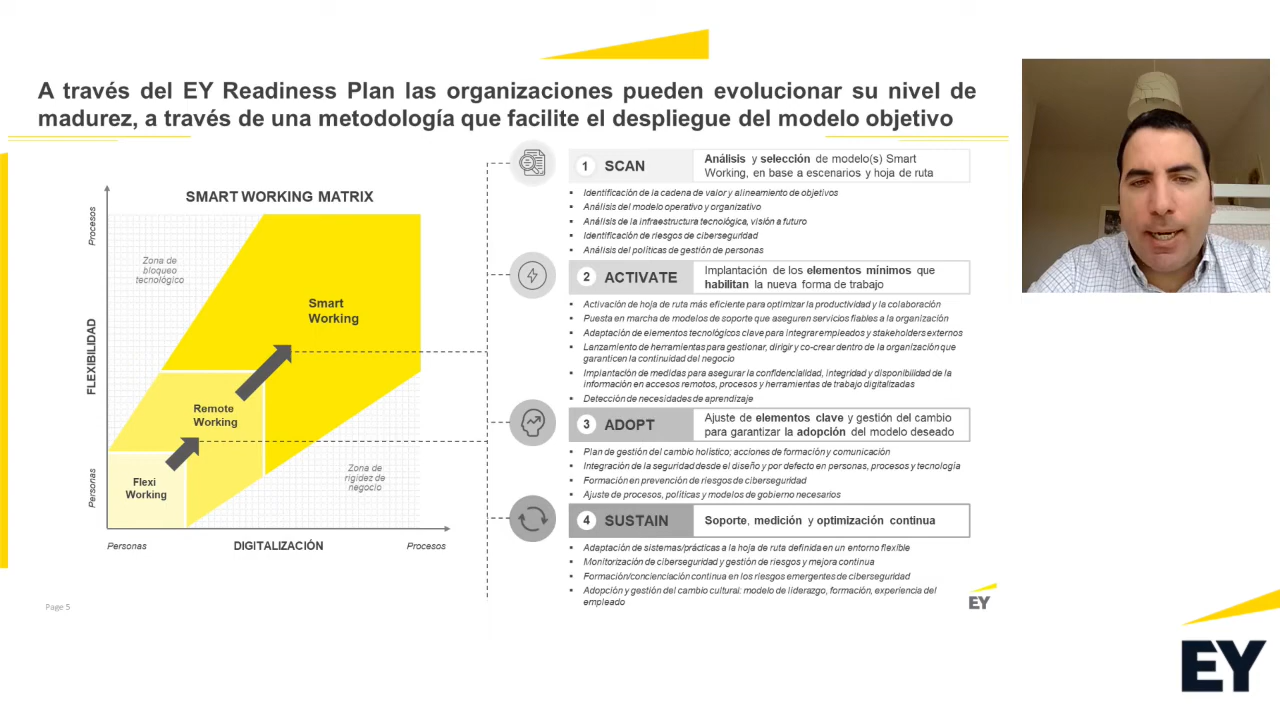 A través del EY Readiness Plan las organizaciones pueden evolucionar su nivel de
madurez, a través de una metodología que facilite el despliegue del modelo objetivo
SMART WORKING MATRIX
Procesos
FLEXIBILIDAD
Personas
Zona de
bloqueo
tecnológico
Smart
Working
Remote
Working
Flexi
Working
Zona de
rigidez de
negocio
Personas
DIGITALIZACIÓN
Procesos
1 SCAN
Análisis y selección de modelo(s) Smart
Working, en base a escenarios y hoja de ruta
▪ Identificación de la cadena de valor y alineamiento de objetivos
▪ Análisis del modelo operativo y organizativo
▪ Análisis de la infraestructura tecnológica, visión a futuro
▪ Identificación de riesgos de ciberseguridad
▪ Análisis del políticas de gestión de personas
2 ACTIVATE
Implantación de los elementos mínimos que
habilitan la nueva forma de trabajo
▪ Activación de hoja de ruta más eficiente para optimizar la productividad y la colaboración
▪ Puesta en marcha de modelos de soporte que aseguren servicios fiables a la organización
▪ Adaptación de elementos tecnológicos clave para integrar empleados y stakeholders externos
▪ Lanzamiento de herramientas para gestionar, dirigir y co-crear dentro de la organización que
garanticen la continuidad del negocio
▪ Implantación de medidas para asegurar la confidencialidad, integridad y disponibilidad de la
información en accesos remotos, procesos y herramientas de trabajo digitalizadas
▪ Detección de necesidades de aprendizaje
3 ADOPT
Ajuste de elementos clave y gestión del cambio
para garantizar la adopción del modelo deseado
▪ Plan de gestión del cambio holístico; acciones de formación y comunicación
▪ Integración de la seguridad desde el diseño y por defecto en personas, procesos y tecnología
▪ Formación en prevención de riesgos de ciberseguridad
▪ Ajuste de procesos, políticas y modelos de gobierno necesarios
4 SUSTAIN
Soporte, medición y optimización continua
▪ Adaptación de sistemas/prácticas a la hoja de ruta definida en un entorno flexible
▪ Monitorización de ciberseguridad y gestión de riesgos y mejora continua
▪ Formación/concienciación continua en los riesgos emergentes de ciberseguridad
▪ Adopción y gestión del cambio cultural: modelo de liderazgo, formación, experiencia del
empleado
Page 5
EY
EY